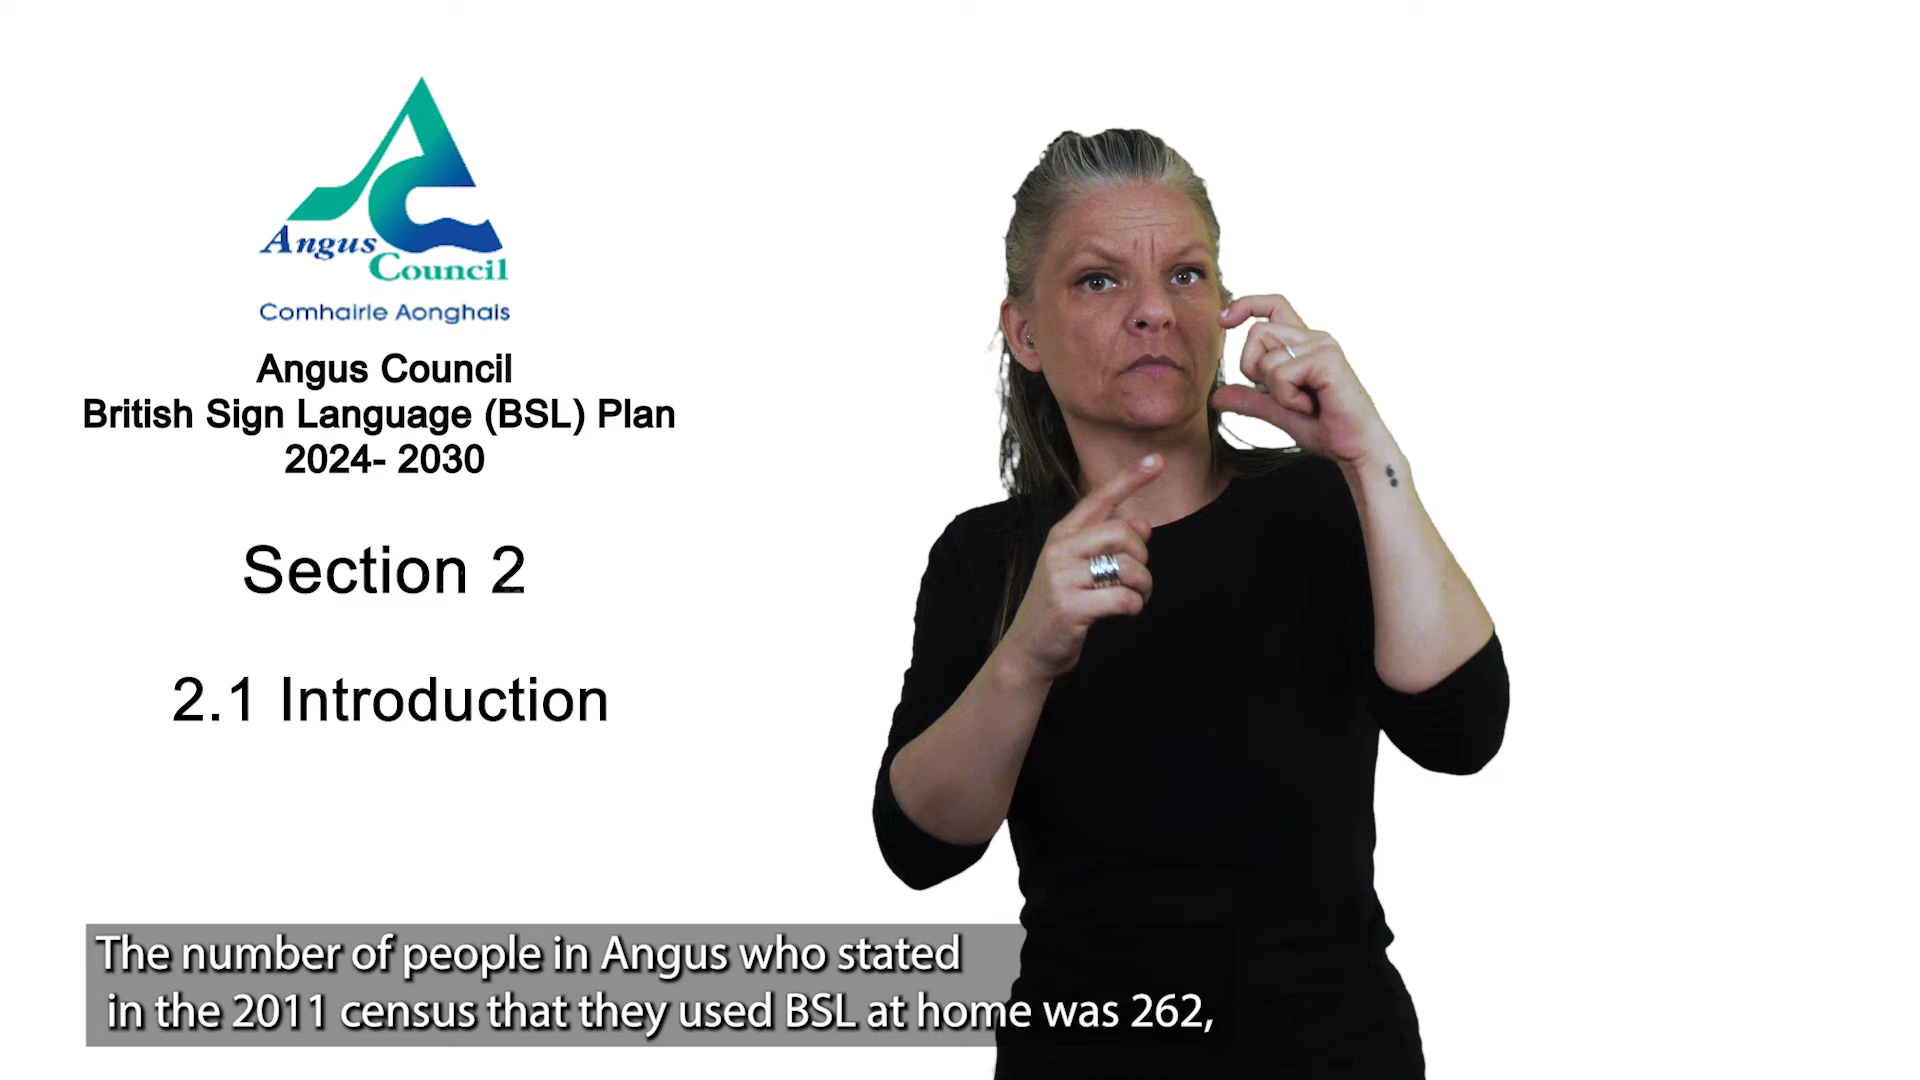 Angus
Council
Comhairle Aonghais
Angus Council
British Sign Language (BSL) Plan
2024- 2030
Section 2
2.1 Introduction
The number of people in Angus who stated
in the 2011 census that they used BSL at home was 262,